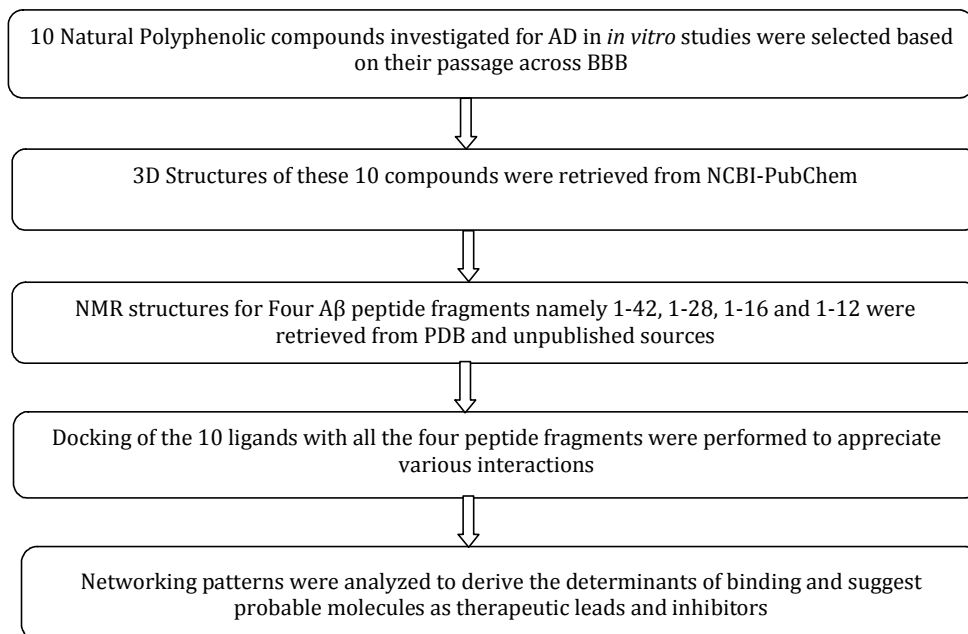 10 Natural Polyphenolic compounds investigated for AD in in vitro studies were selected based
on their passage across BBB
3D Structures of these 10 compounds were retrieved from NCBI-PubChem
NMR structures for Four Aβ peptide fragments namely 1-42, 1-28, 1-16 and 1-12 were
retrieved from PDB and unpublished sources
Docking of the 10 ligands with all the four peptide fragments were performed to appreciate
various interactions
Networking patterns were analyzed to derive the determinants of binding and suggest
probable molecules as therapeutic leads and inhibitors